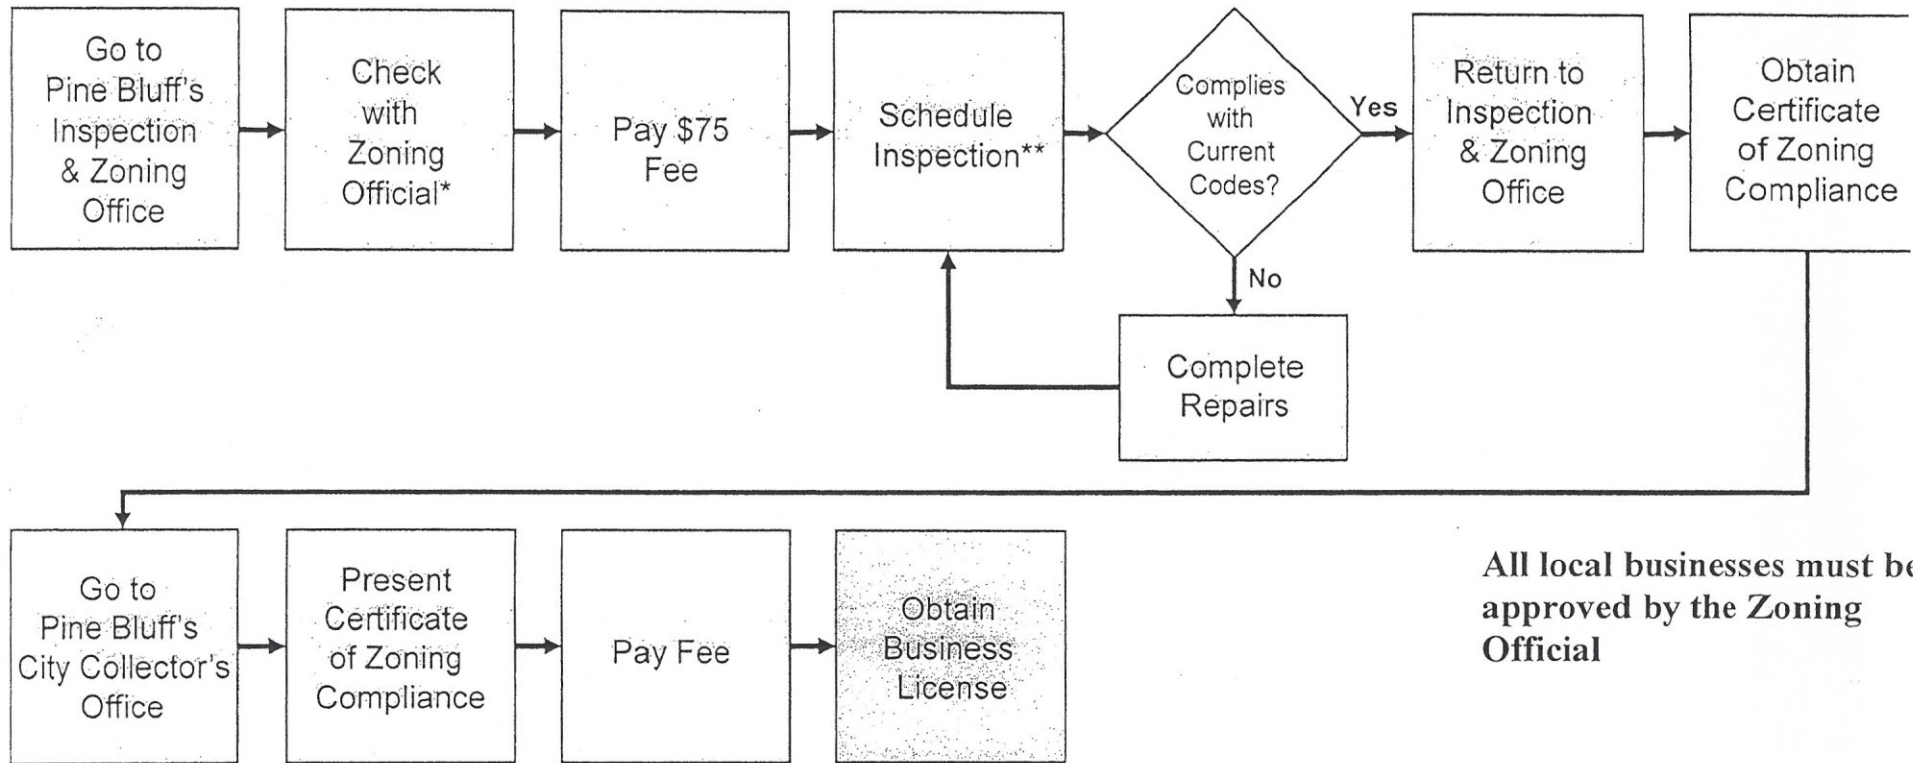 Go to
Pine Bluff's
Inspection
& Zoning
Office
Check
with
Zoning
Official*
Pay $75
Fee
Schedule
Inspection**
Complies
with
Current
Codes?
Yes
No
Complete
Repairs
Return to
Inspection
& Zoning
Office
Obtain
Certificate
of Zoning
Compliance
Go to
Pine Bluff's
City Collector's
Office
Present
Certificate
of Zoning
Compliance
Pay Fee
Obtain
Business
License
All local businesses must be
approved by the Zoning
Official